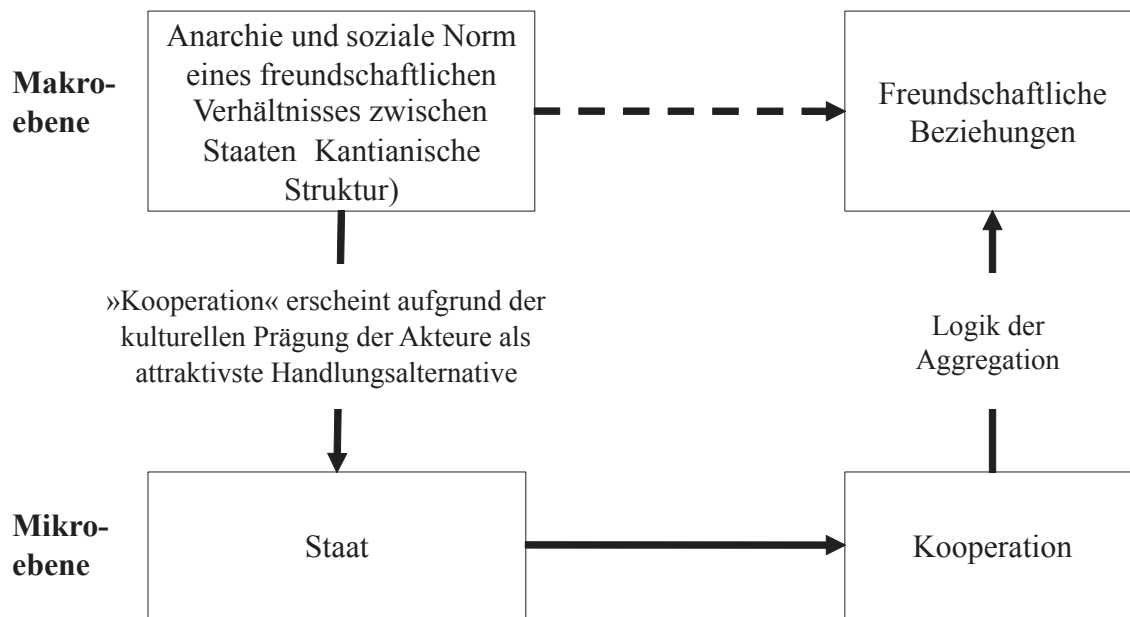 Makro-
ebene
Anarchie und soziale Norm
eines freundschaftlichen
Verhältnisses zwischen
Staaten Kantianische
Struktur)
Freundschaftliche
Beziehungen
»Kooperation« erscheint aufgrund der
kulturellen Prägung der Akteure als
attraktivste Handlungsalternative
Logik der
Aggregation
Mikro-
ebene
Staat
Kooperation